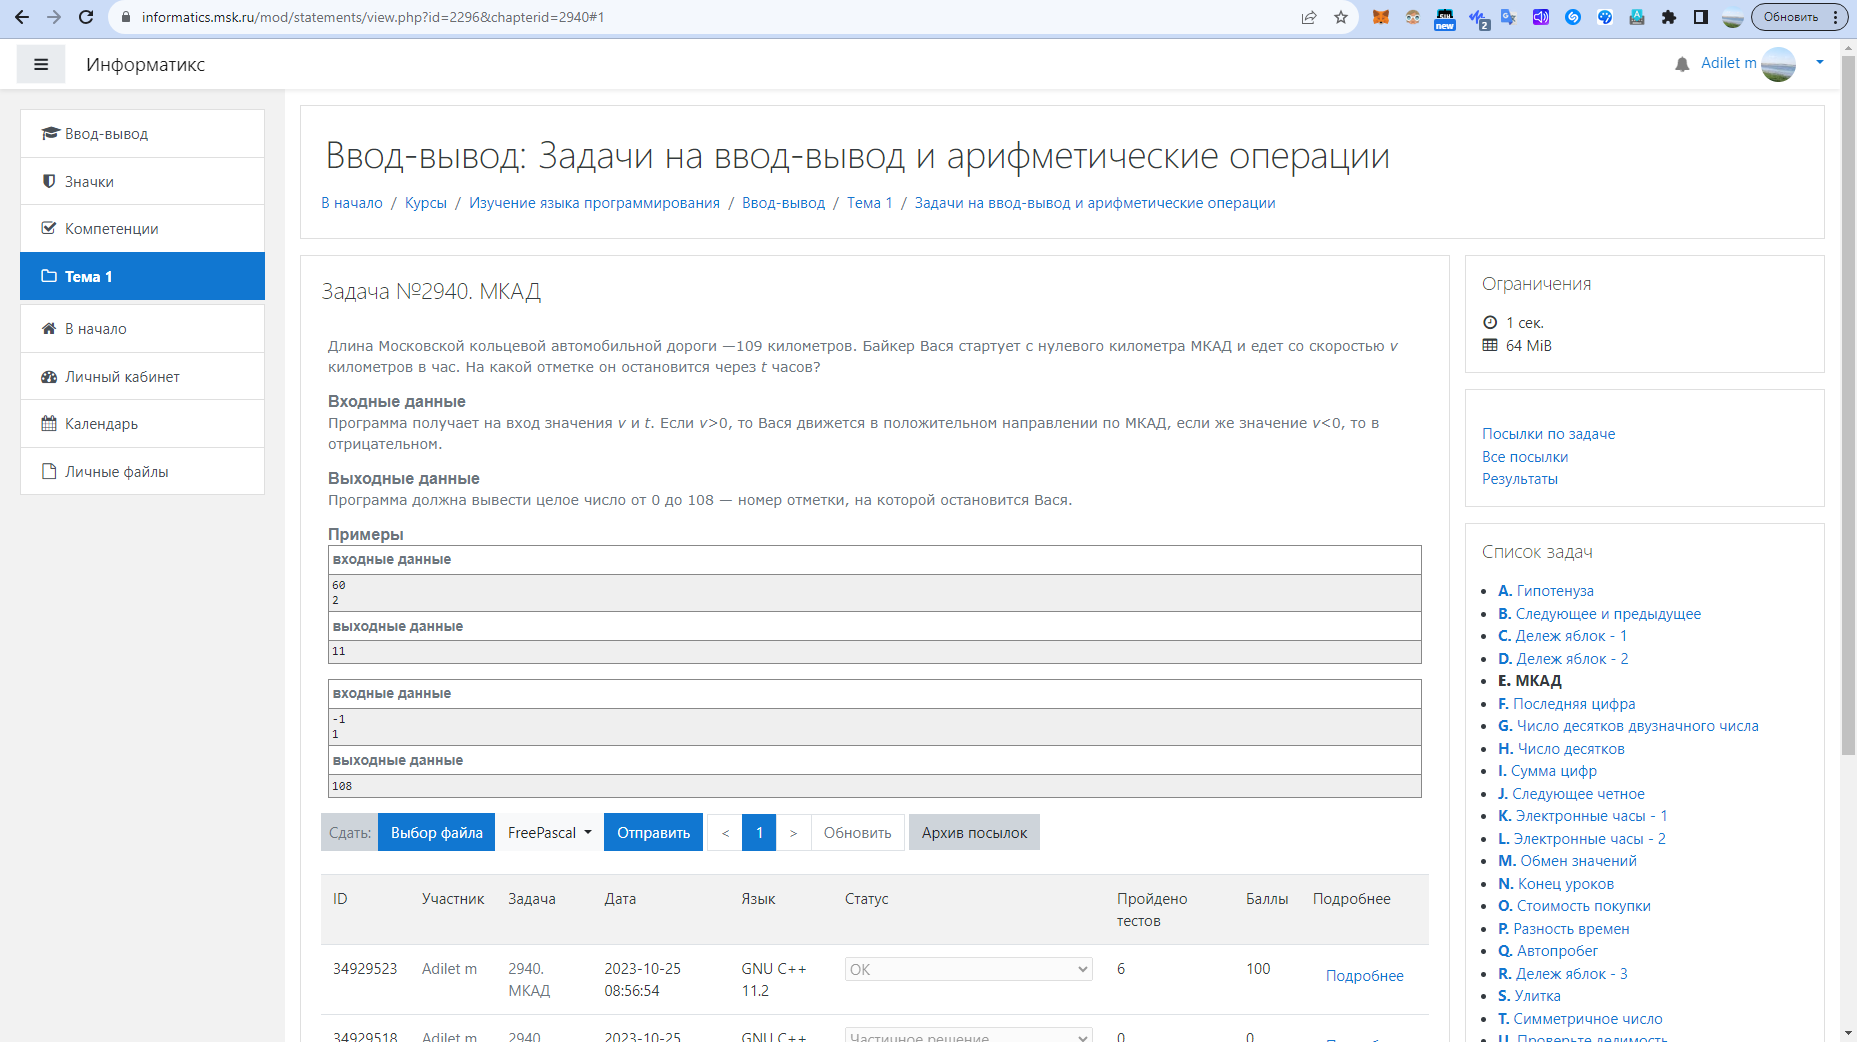 informatics.msk.ru/mod/statements/view.php?id=2296&chapterid=2940#1
new
2
Обновить
Информатикс
Adilet m
Ввод-вывод
Значки
Компетенции
Тема 1
В начало
Личный кабинет
Календарь
Личные файлы
Ввод-вывод: Задачи на ввод-вывод и арифметические операции
В начало / Курсы / Изучение языка программирования / Ввод-вывод / Тема 1 / Задачи на ввод-вывод и арифметические операции
Задача №2940. МКАД
Длина Московской кольцевой автомобильной дороги —109 километров. Байкер Вася стартует с нулевого километра МКАД и едет со скоростью v
километров в час. На какой отметке он остановится через t часов?
Входные данные
Программа получает на вход значения v и t. Если v>0, то Вася движется в положительном направлении по МКАД, если же значение v<0, то в
отрицательном.
Выходные данные
Программа должна вывести целое число от 0 до 108 — номер отметки, на которой остановится Вася.
Примеры
входные данные
60
2
выходные данные
11
входные данные
-1
1
выходные данные
108
Сдать: Выбор файла FreePascal Отправить < 1 > Обновить Архив посылок
ID Участник Задача Дата Язык Статус Пройдено тестов Баллы Подробнее
34929523 Adilet m 2940. МКАД 2023-10-25 08:56:54 GNU C++ 11.2 OK 6 100 Подробнее
34929518 Adilet m 2940. 2023-10-25 GNU C++ Частичное решение 0 0
Ограничения
1 сек.
64 MiB
Посылки по задаче
Все посылки
Результаты
Список задач
A. Гипотенуза
B. Следующее и предыдущее
C. Дележ яблок - 1
D. Дележ яблок - 2
E. МКАД
F. Последняя цифра
G. Число десятков двузначного числа
H. Число десятков
I. Сумма цифр
J. Следующее четное
K. Электронные часы - 1
L. Электронные часы - 2
M. Обмен значений
N. Конец уроков
O. Стоимость покупки
P. Разность времен
Q. Автопробег
R. Дележ яблок - 3
S. Улитка
T. Симметричное число
U. Проверьте делимость